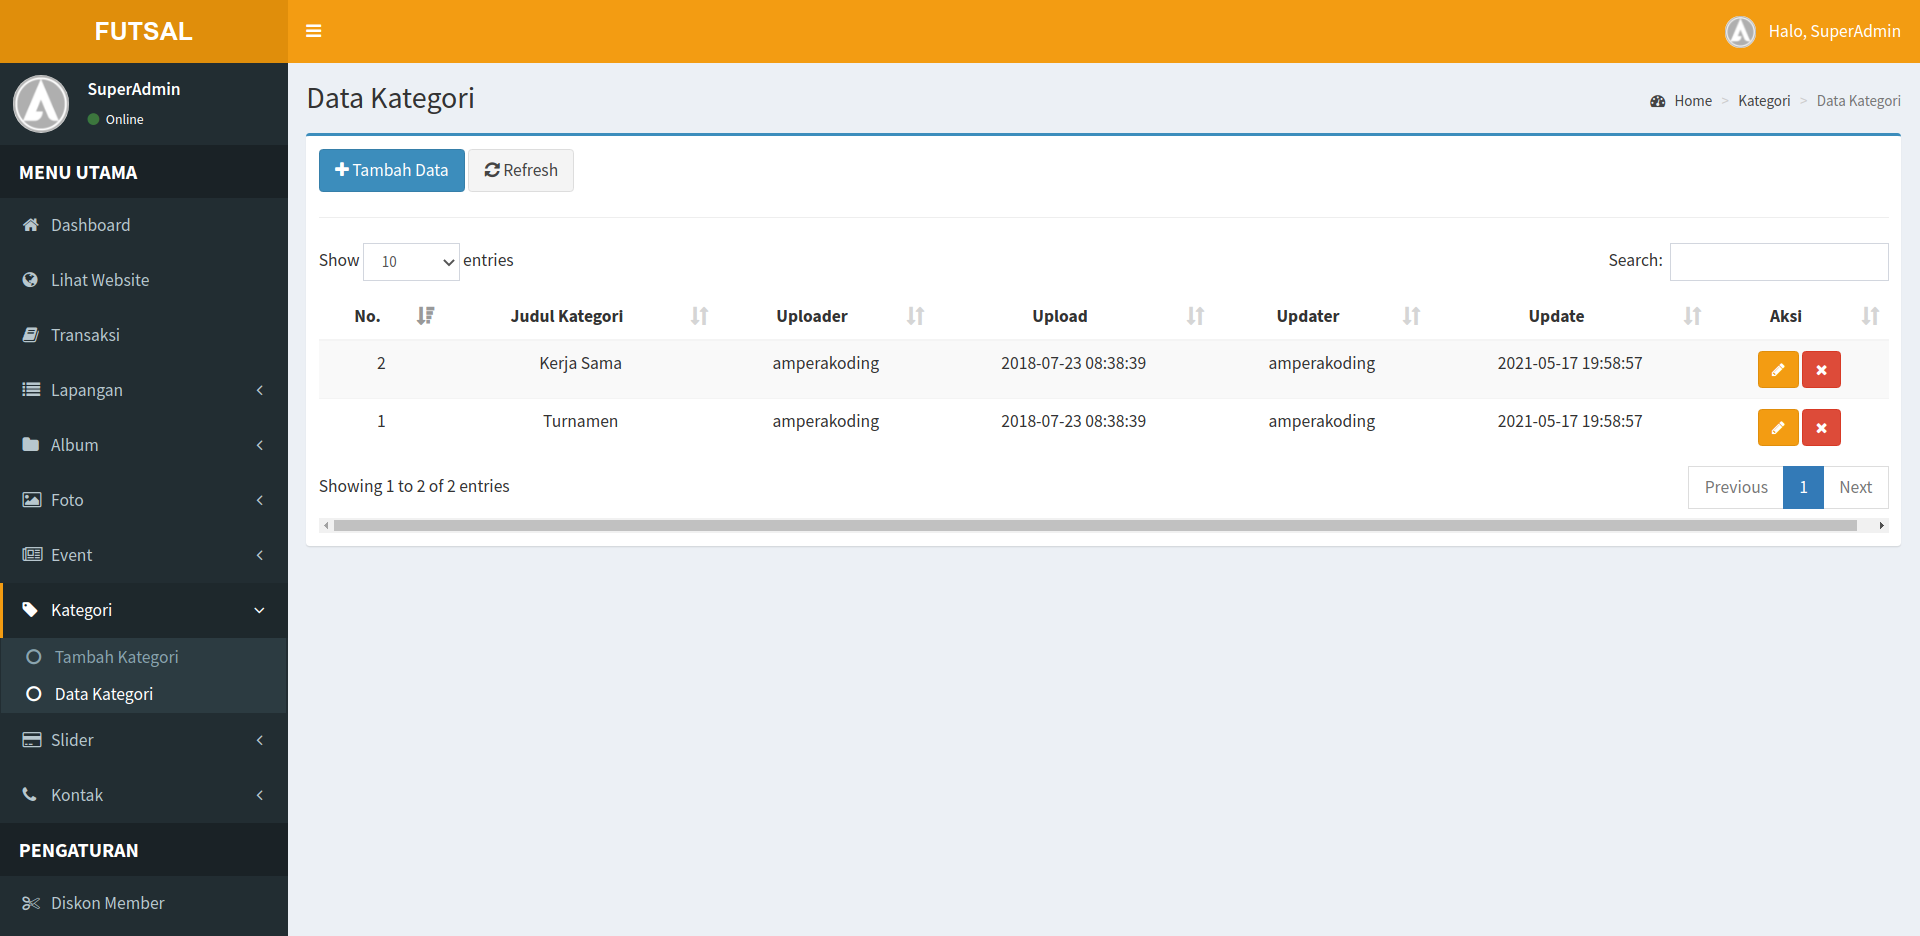 FUTSAL
Halo, SuperAdmin
SuperAdmin
Online
MENU UTAMA
Dashboard
Lihat Website
Transaksi
Lapangan
Album
Foto
Event
Kategori
Tambah Kategori
Data Kategori
Slider
Kontak
PENGATURAN
Diskon Member
Data Kategori
Home > Kategori > Data Kategori
Tambah Data Refresh
Show 10 entries Search:
No. Judul Kategori Uploader Upload Updater Update Aksi
2 Kerja Sama amperakoding 2018-07-23 08:38:39 amperakoding 2021-05-17 19:58:57
1 Turnamen amperakoding 2018-07-23 08:38:39 amperakoding 2021-05-17 19:58:57
Showing 1 to 2 of 2 entries Previous 1 Next